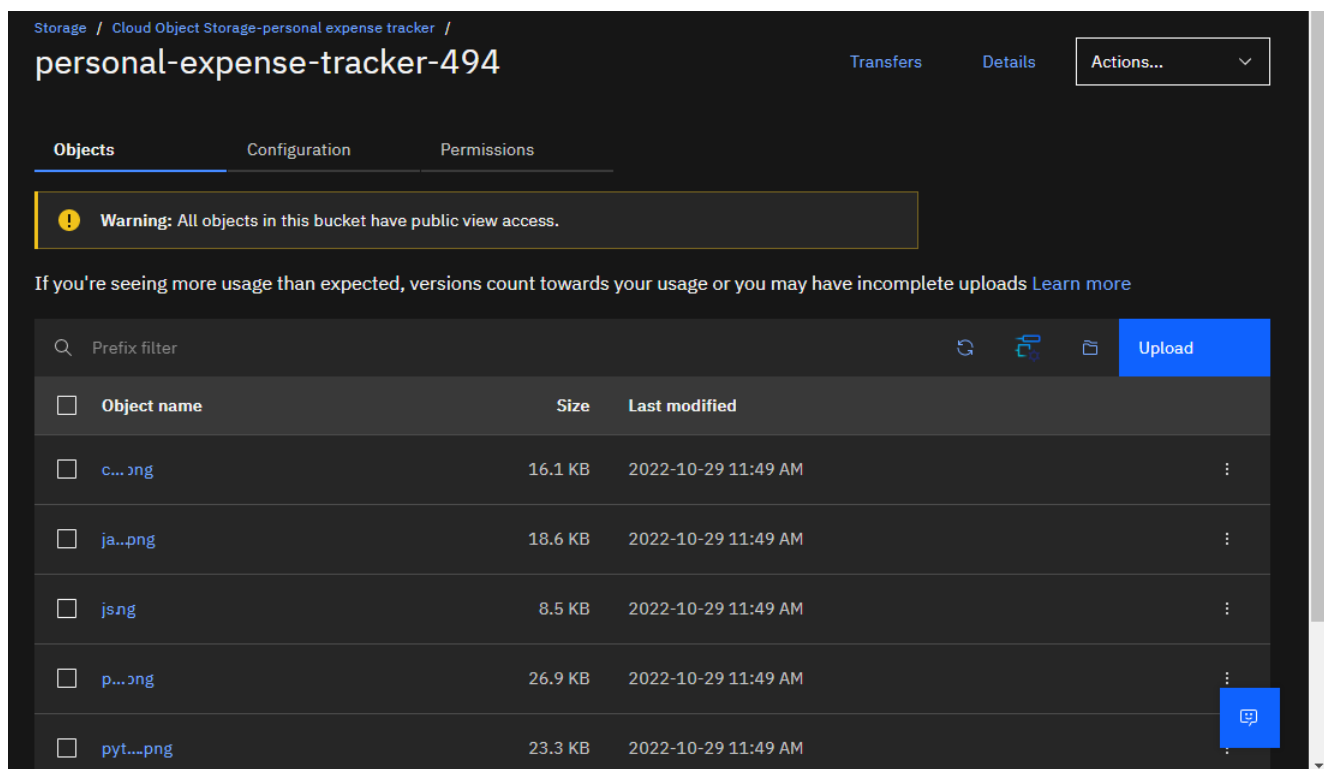 Storage / Cloud Object Storage-personal expense tracker /
personal-expense-tracker-494
Transfers Details Actions...
Objects Configuration Permissions
Warning: All objects in this bucket have public view access.
If you're seeing more usage than expected, versions count towards your usage or you may have incomplete uploads Learn more
Prefix filter Upload
Object name Size Last modified
c... png 16.1 KB 2022-10-29 11:49 AM
ja...png 18.6 KB 2022-10-29 11:49 AM
js.ng 8.5 KB 2022-10-29 11:49 AM
p... png 26.9 KB 2022-10-29 11:49 AM
pyt....png 23.3 KB 2022-10-29 11:49 AM